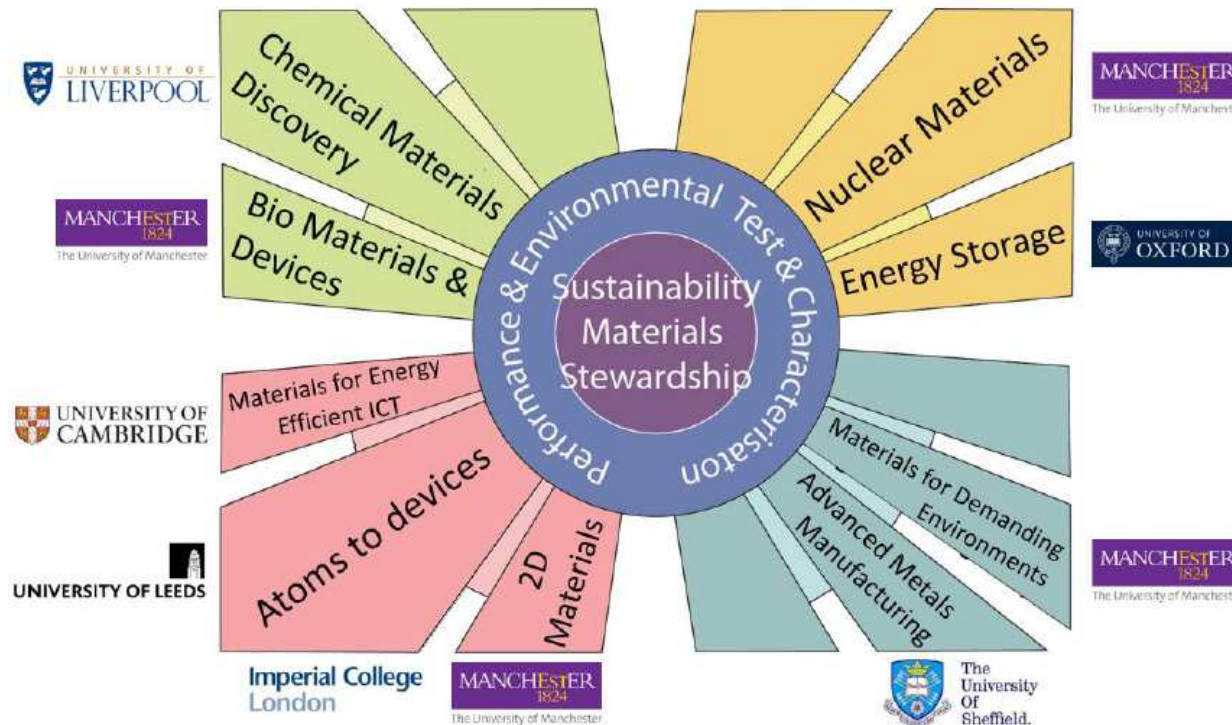 UNIVERSITY OF
LIVERPOOL
Chemical Materials
Discovery
MANCHESTER
1824
The University of Manchester
Bio Materials &
Devices
Nuclear Materials
MANCHESTER
1824
The University of Manchest
Energy Storage
UNIVERSITY OF
OXFORD
Performance & Environmental Test & Characterisaton
Sustainability
Materials
Stewardship
UNIVERSITY OF
CAMBRIDGE
Materials for Energy
Efficient ICT
UNIVERSITY OF LEEDS
Atoms to devices
2D
Materials
Materials for Demanding
Environments
Advanced Metals
Manufacturing
MANCHESTER
1824
The University of Manchest
Imperial College
London
MANCHESTER
1824
The University of Manchester
The
University
Of
Sheffield.